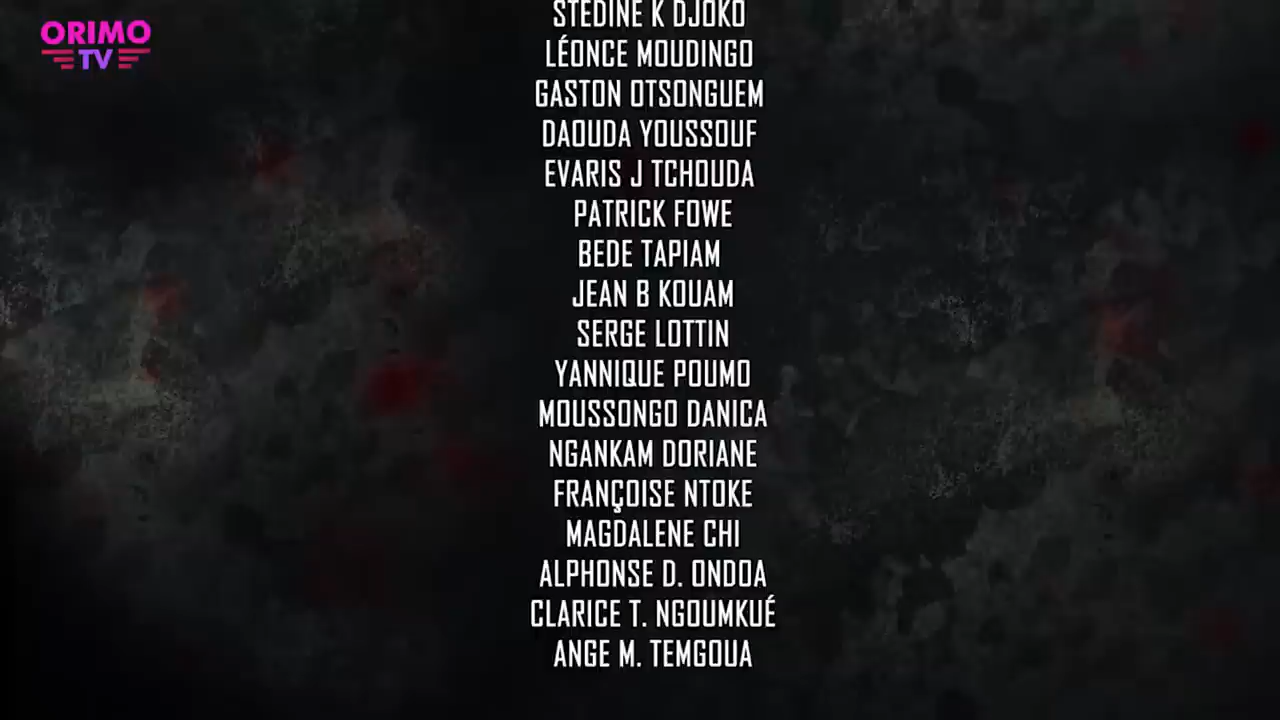 ORIMO
TV
STEDINE K DJOKO
LÉONCE MOUDINGO
GASTON OTSONGUEM
DAOUDA YOUSSOUF
EVARIS J TCHOUDA
PATRICK FOWE
BEDE TAPIAM
JEAN B KOUAM
SERGE LOTTIN
YANNIQUE POUMO
MOUSSONGO DANICA
NGANKAM DORIANE
FRANÇOISE NTOKE
MAGDALENE CHI
ALPHONSE D. ONDOA
CLARICE T. NGOUMKUÉ
ANGE M. TEMGOUA